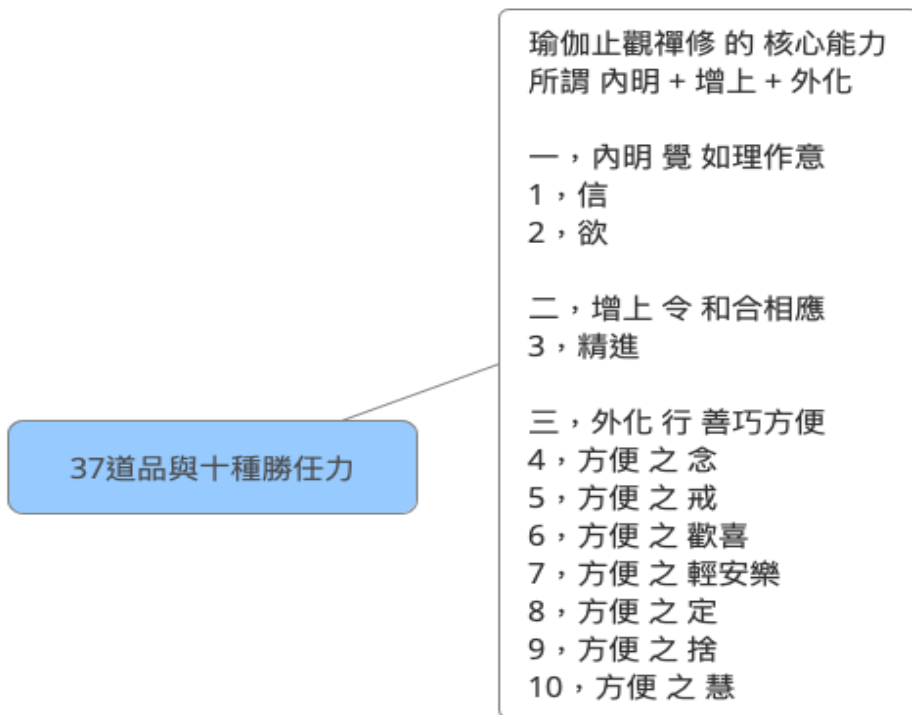 瑜伽止觀禪修 的 核心能力
所謂 內明 + 增上 + 外化
一，內明 覺 如理作意
1，信
2，欲
二，增上 令 和合相應
3，精進
三，外化 行 善巧方便
4，方便 之 念
5，方便 之 戒
6，方便 之 歡喜
7，方便 之 輕安樂
8，方便 之 定
9，方便 之 捨
10，方便 之 慧
37道品與十種勝任力